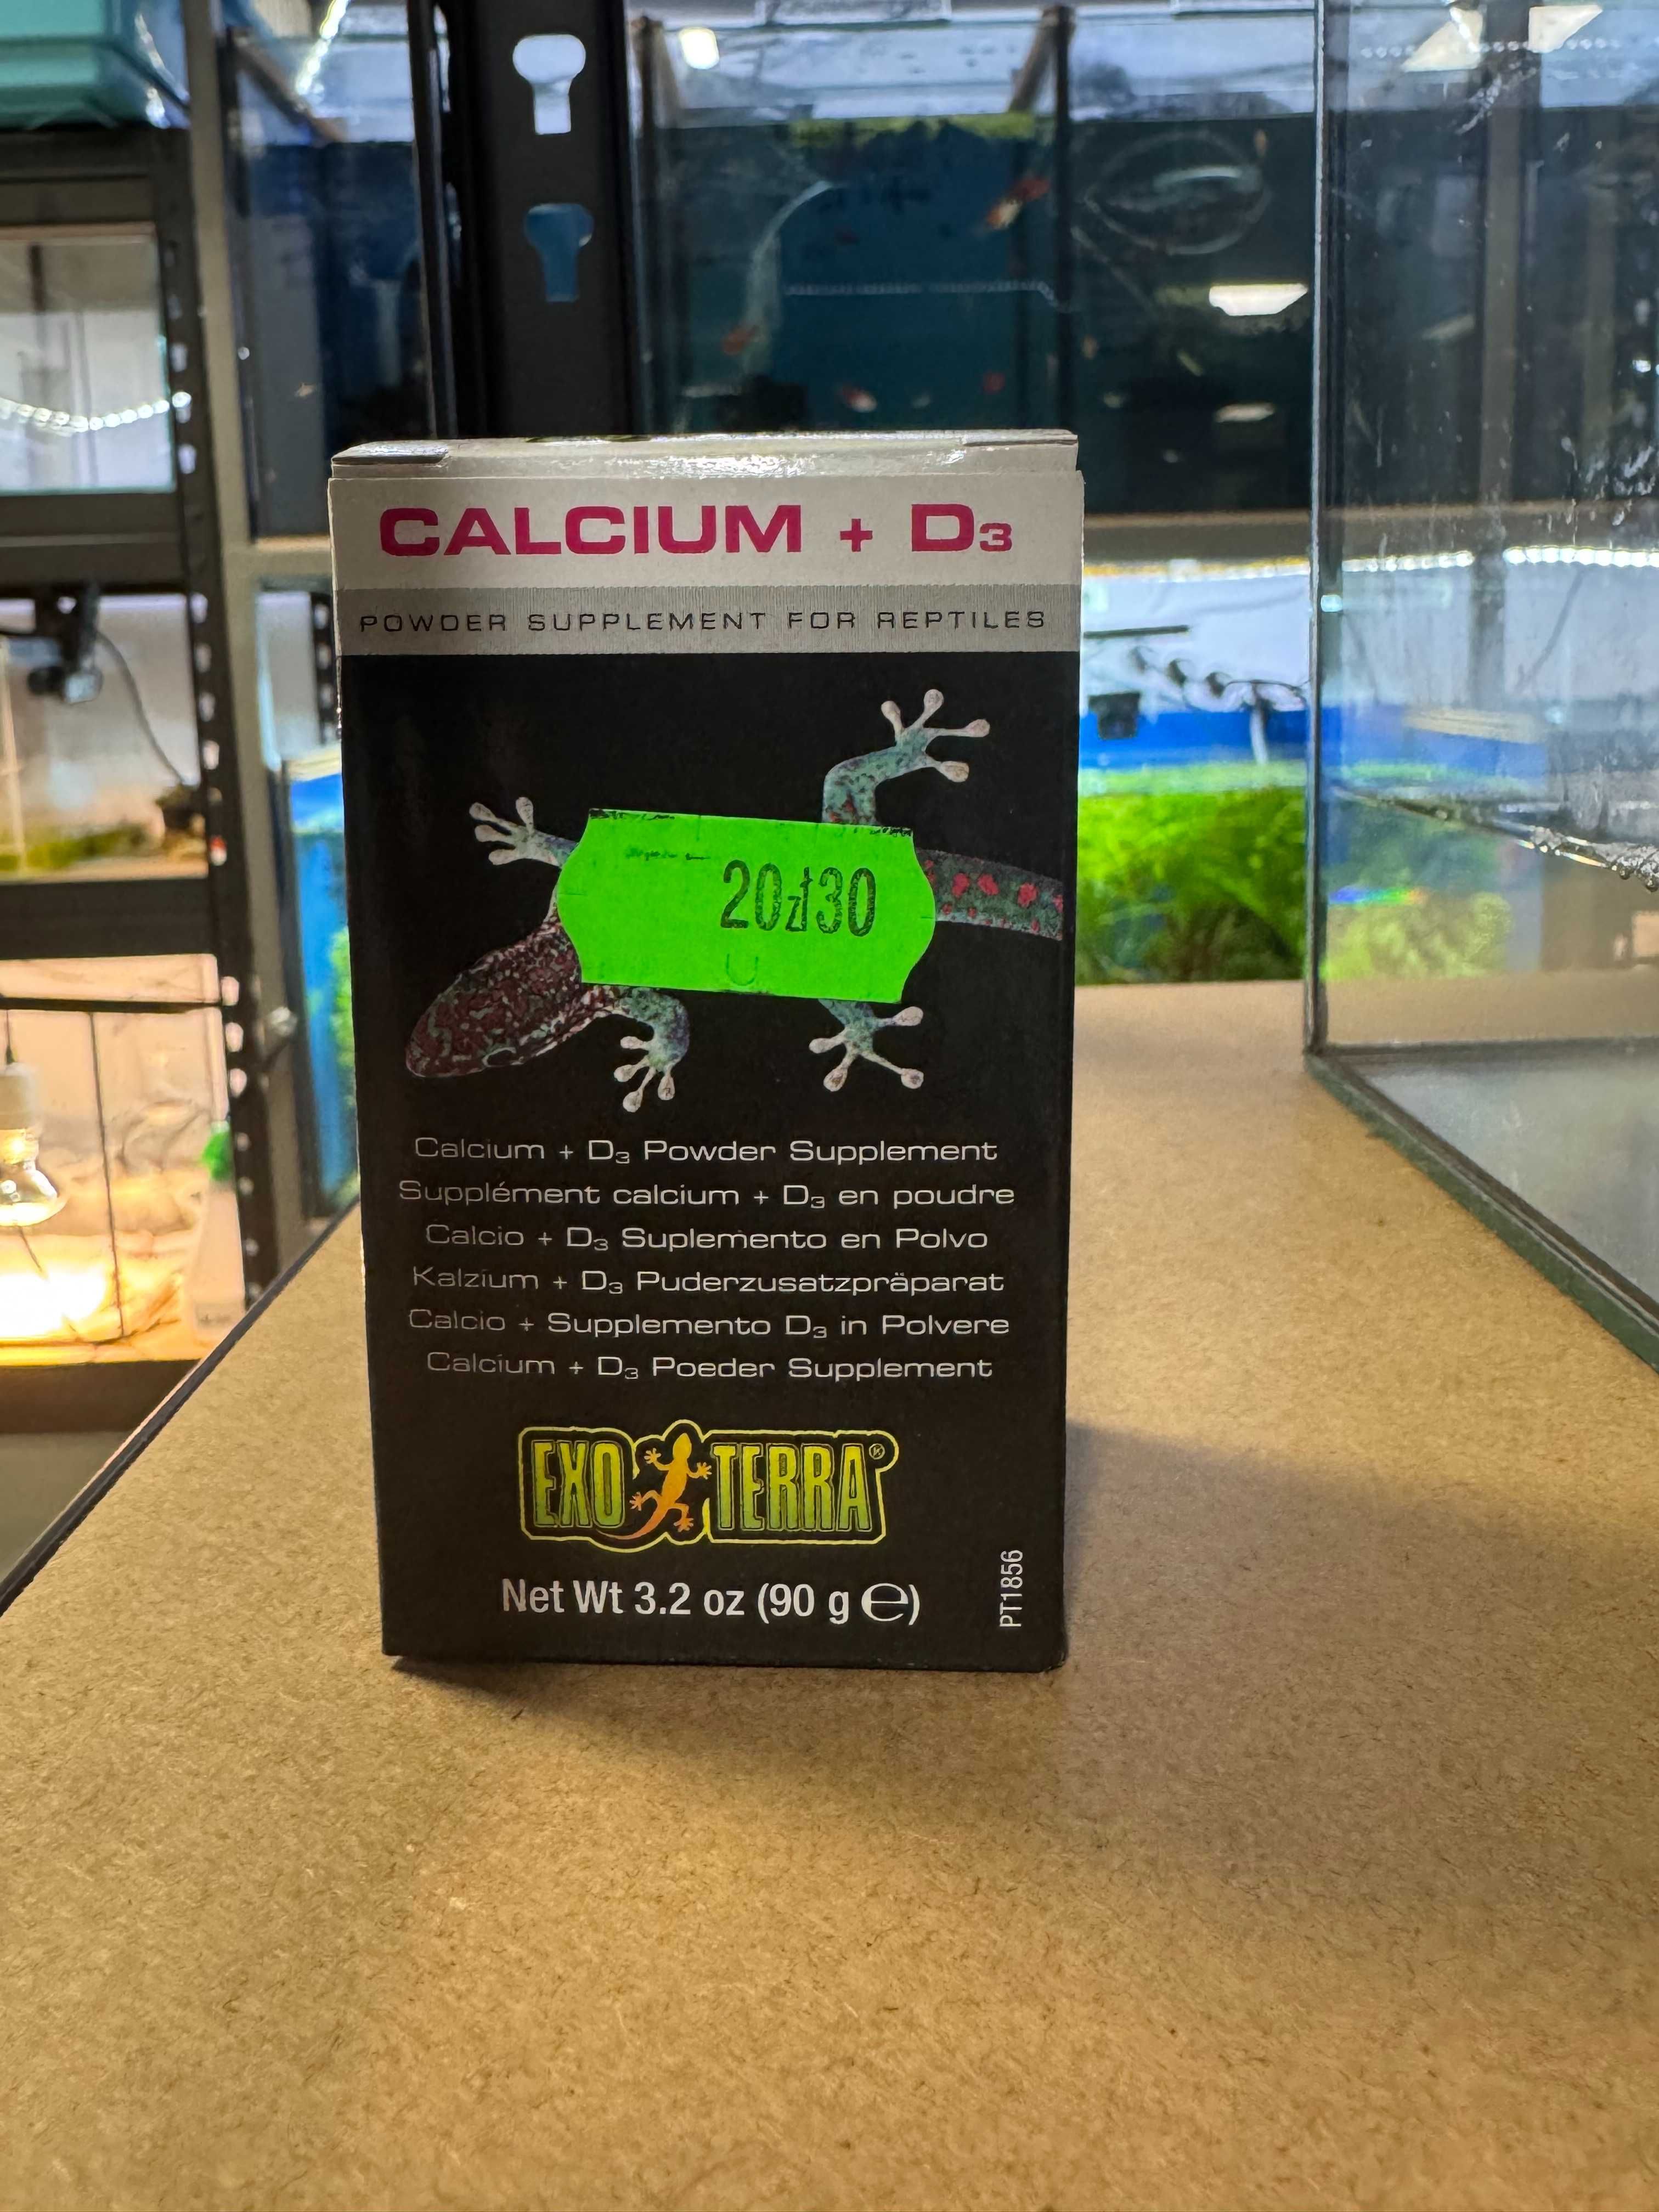 CALCIUM + D3
POWDER SUPPLEMENT FOR REPTILES
20zł30
Calcium + D3 Powder Supplement
Supplément calcium + D3 en poudre
Calcio + D3 Suplemento en Polvo
Kalzium + D3 Puderzusatzpräparat
Calcio + Supplemento D3 in Polvere
Calcium + D3 Poeder Supplement
EXO TERRA®
Net Wt 3.2 oz (90 g ℮)
PT1856